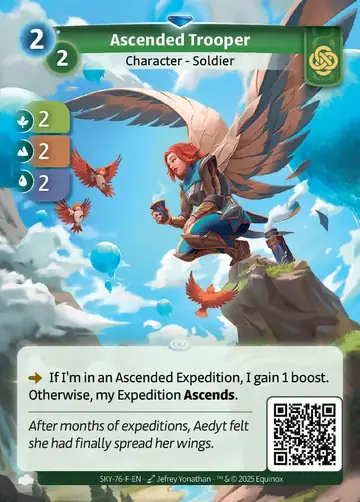 2
2
Ascended Trooper
Character - Soldier
2
2
2
➔ If I'm in an Ascended Expedition, I gain 1 boost.
Otherwise, my Expedition Ascends.
After months of expeditions, Aedyt felt
she had finally spread her wings.
SKY-76-F-EN - Jefrey Yonathan - ™ & © 2025 Equinox